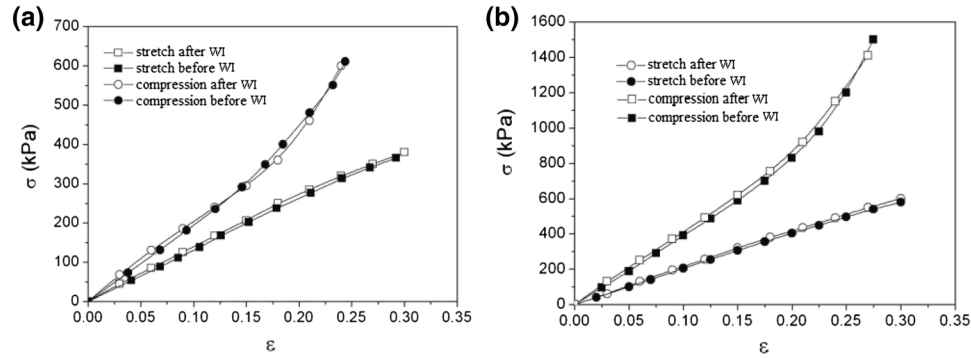 (a)
700
600
500
400
300
200
100
0
σ (kPa)
stretch after WI
stretch before WI
compression after WI
compression before WI
0.00 0.05 0.10 0.15 0.20 0.25 0.30 0.35
ε
(b)
1600
1400
1200
1000
800
600
400
200
0
σ (kPa)
stretch after WI
stretch before WI
compression after WI
compression before WI
0.00 0.05 0.10 0.15 0.20 0.25 0.30 0.35
ε